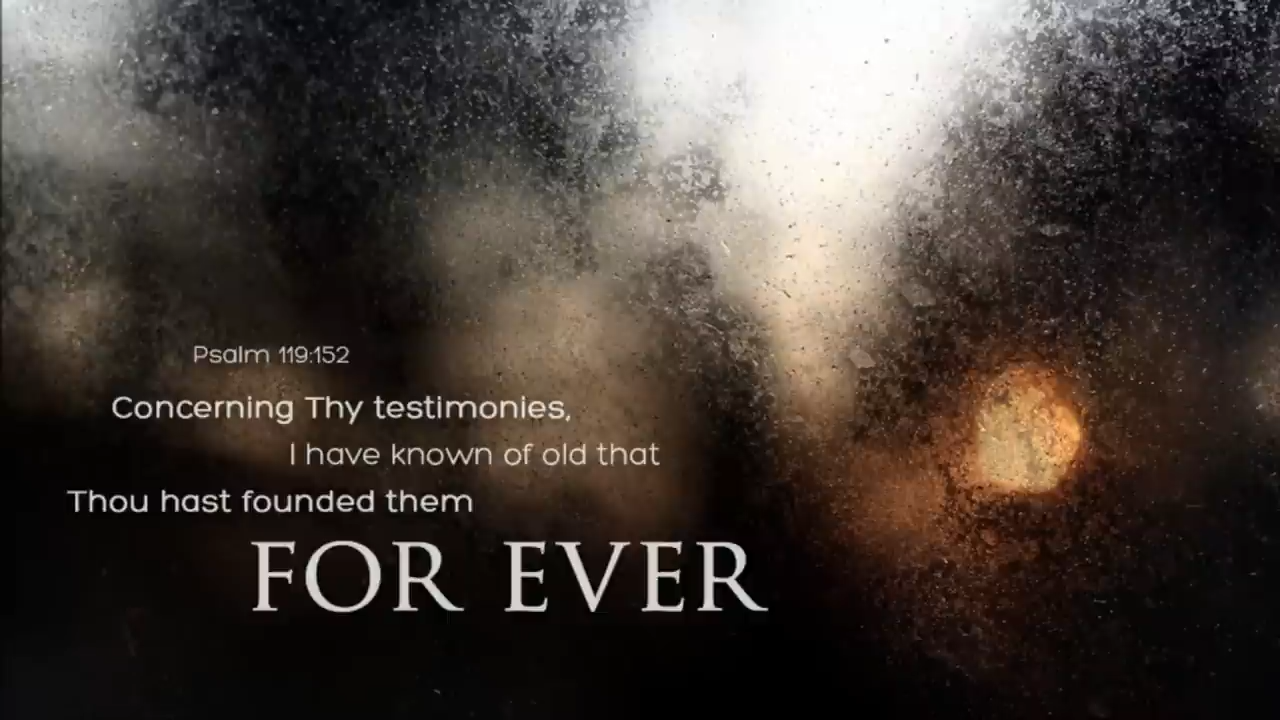 Psalm 119:152
Concerning Thy testimonies,
I have known of old that
Thou hast founded them
FOR EVER